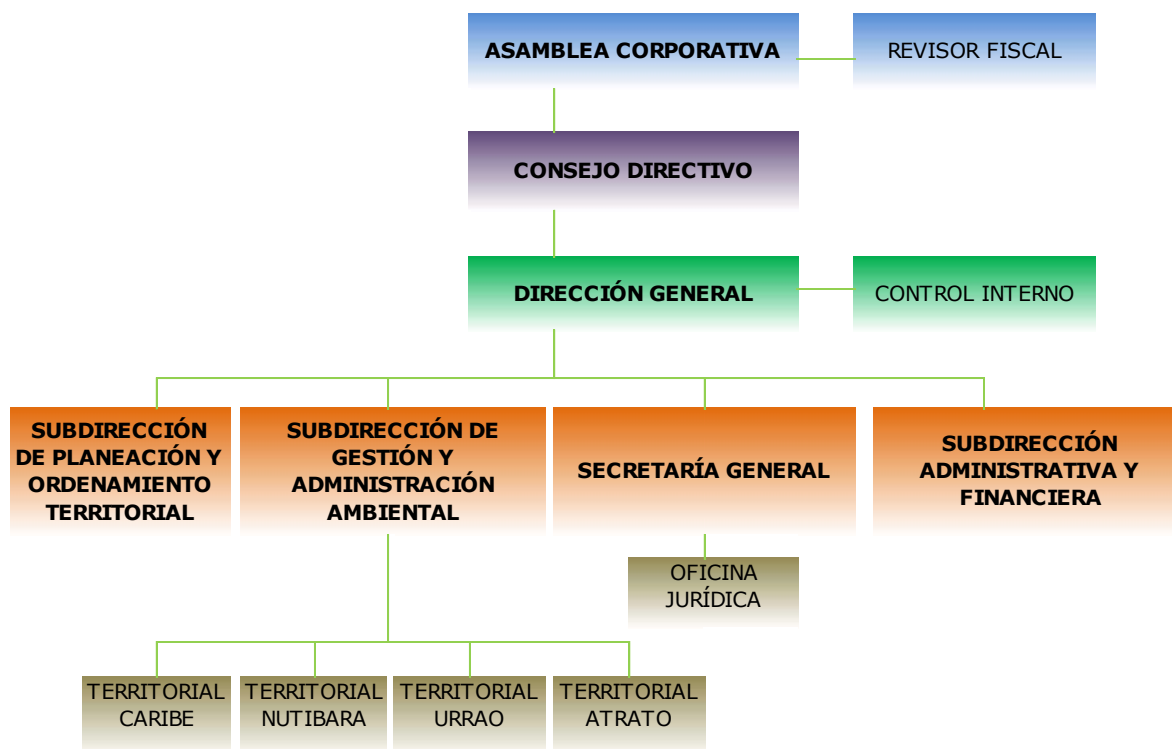 ASAMBLEA CORPORATIVA
REVISOR FISCAL
CONSEJO DIRECTIVO
DIRECCIÓN GENERAL
CONTROL INTERNO
SUBDIRECCIÓN
DE PLANEACIÓN Y
ORDENAMIENTO
TERRITORIAL
SUBDIRECCIÓN DE
GESTIÓN Y
ADMINISTRACIÓN
AMBIENTAL
SECRETARÍA GENERAL
SUBDIRECCIÓN
ADMINISTRATIVA Y
FINANCIERA
OFICINA
JURÍDICA
TERRITORIAL
CARIBE
TERRITORIAL
NUTIBARA
TERRITORIAL
URRAO
TERRITORIAL
ATRATO